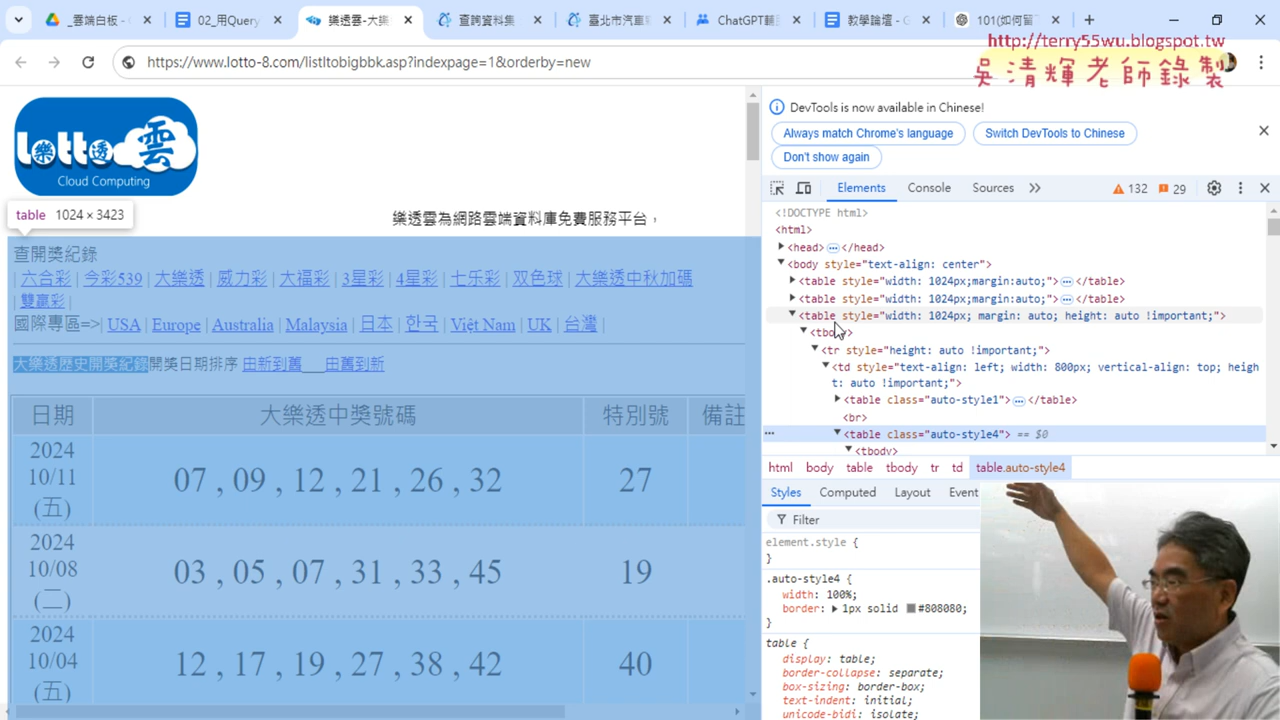 _雲端白板 - G
02_用Query
樂透雲-大樂
查詢資料集
臺北市汽車
ChatGPT輔
教學論壇 - G
101(如何留
http://terry55wu.blogspot.tw
吳清輝老師錄製
https://www.lotto-8.com/listltobigbbk.asp?indexpage=1&orderby=new
lotto雲
樂 透
Cloud Computing
table 1024 × 3423
樂透雲為網路雲端資料庫免費服務平台，
查開獎紀錄
| 六合彩 | 今彩539 | 大樂透 | 威力彩 | 大福彩 | 3星彩 | 4星彩 | 七乐彩 | 双色球 | 大樂透中秋加碼
| 雙贏彩 |
國際專區=>| USA | Europe | Australia | Malaysia | 日本 | 한국 | Việt Nam | UK | 台灣 |
大樂透歷史開獎紀錄開獎日期排序 由新到舊 由舊到新
日期 大樂透中獎號碼 特別號 備註
2024
10/11
(五)
07 , 09 , 12 , 21 , 26 , 32 27
2024
10/08
(二)
03 , 05 , 07 , 31 , 33 , 45 19
2024
10/04
(五)
12 , 17 , 19 , 27 , 38 , 42 40
DevTools is now available in Chinese!
Always match Chrome's language
Switch DevTools to Chinese
Don't show again
Elements Console Sources 132 29
<!DOCTYPE html>
<html>
<head> </head>
<body style="text-align: center">
<table style="width: 1024px;margin:auto;"> </table>
<table style="width: 1024px;margin:auto;"> </table>
<table style="width: 1024px; margin: auto; height: auto !important;">
<tbody>
<tr style="height: auto !important;">
<td style="text-align: left; width: 800px; vertical-align: top; heigh
t: auto !important;">
<table class="auto-style1"> </table>
<br>
<table class="auto-style4"> == $0
<tbody>
html body table tbody tr td table.auto-style4
Styles Computed Layout Event
Filter
element.style {
}
.auto-style4 {
width: 100%;
border: 1px solid #808080;
}
table {
display: table;
border-collapse: separate;
box-sizing: border-box;
text-indent: initial;
unicode-bidi: isolate;